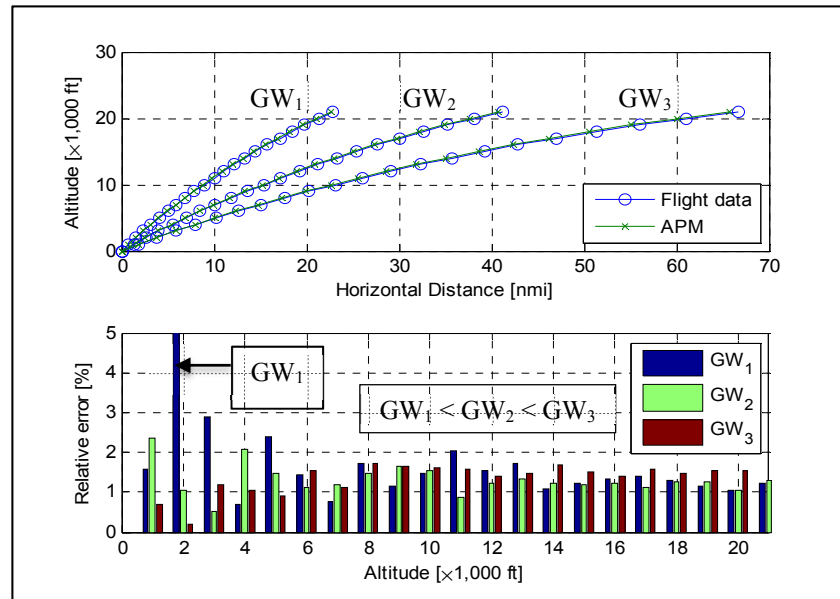 30
20
10
0
Altitude [×1,000 ft]
GW1
GW2
GW3
Flight data
APM
0 10 20 30 40 50 60 70
Horizontal Distance [nmi]
5
4
3
2
1
0
Relative error [%]
GW1
GW1 < GW2 < GW3
GW1
GW2
GW3
0 2 4 6 8 10 12 14 16 18 20
Altitude [×1,000 ft]